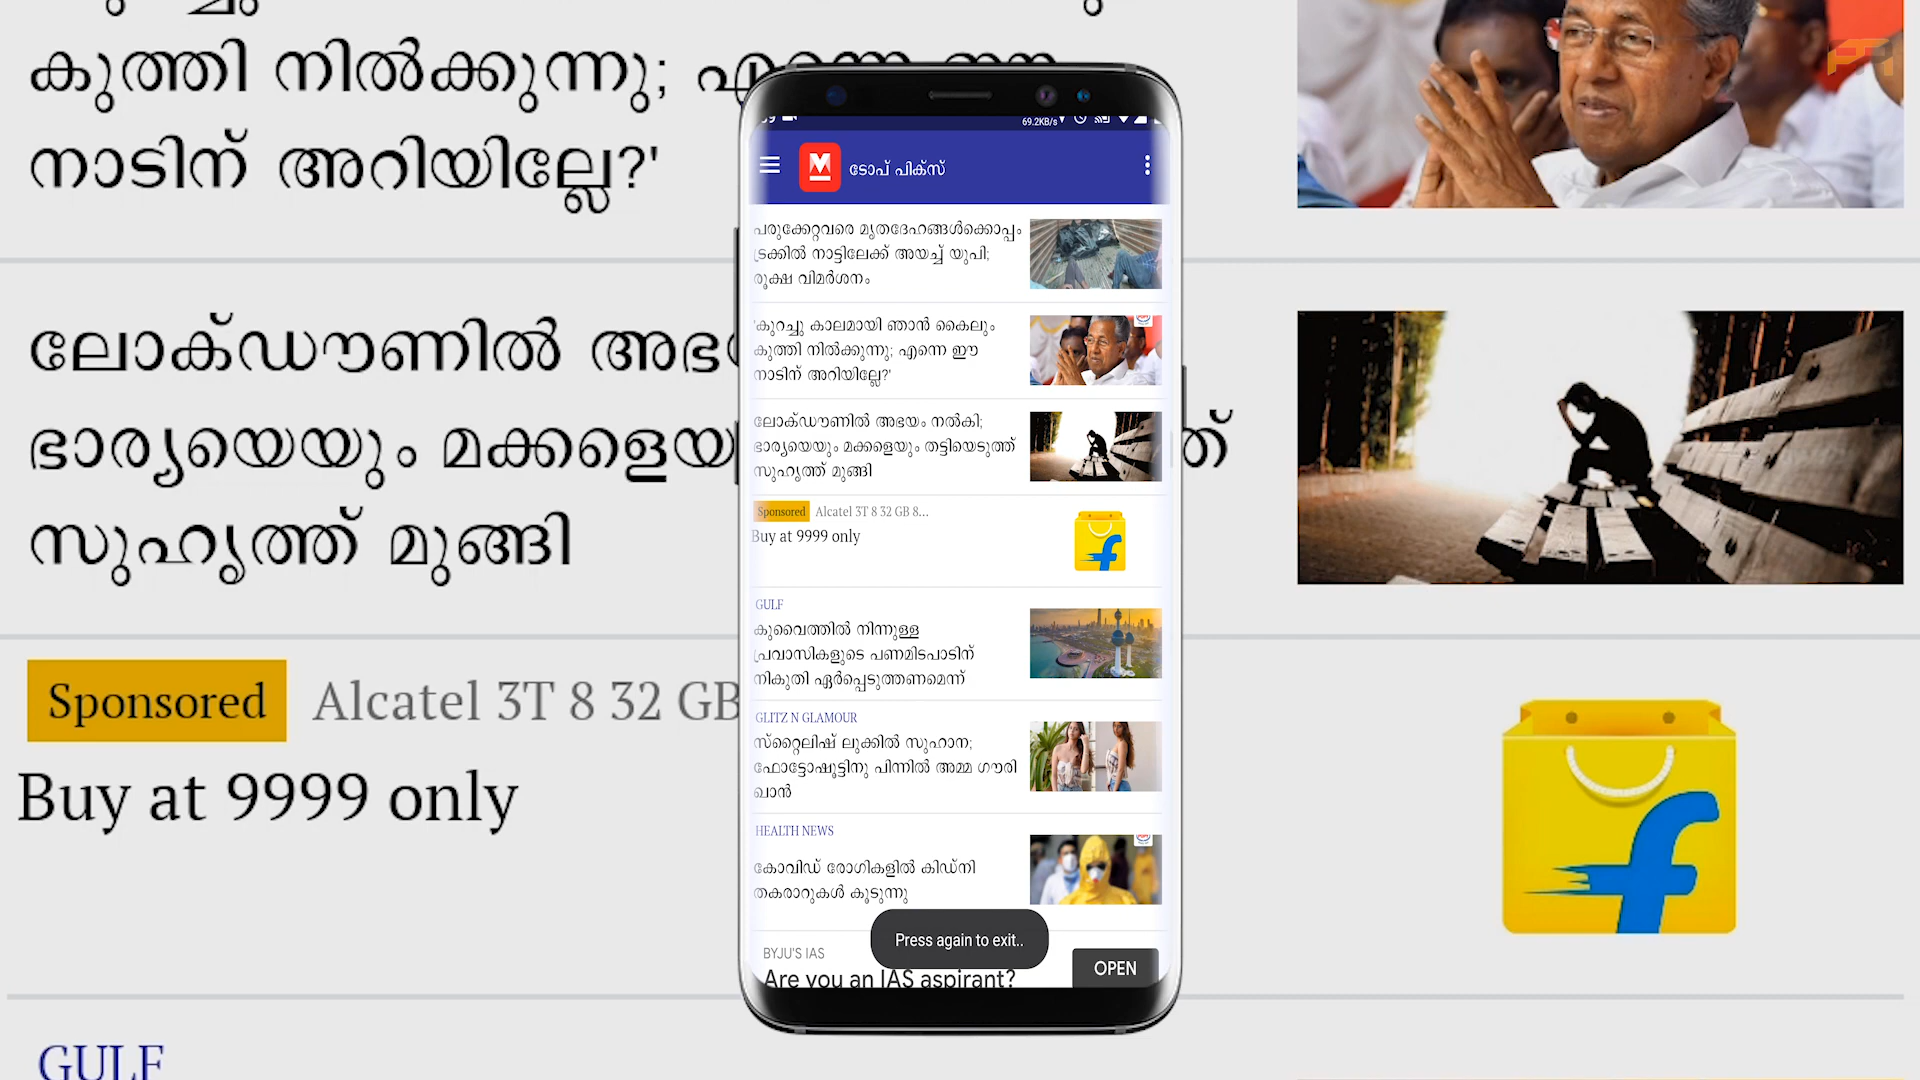 കുത്തി നിൽക്കുന്നു;
നാടിന് അറിയില്ലേ?'
ലോക്ഡൗണിൽ
ഭാര്യയെയും
സുഹൃത്ത് മുങ്ങി
Sponsored Alcatel 3T 8 32 GB
Buy at 9999 only
GULF
69.2KB/s
ടോപ് പിക്സ്
പരുക്കേറ്റവരെ മൃതദേഹങ്ങൾക്കൊപ്പം
ട്രക്കിൽ നാട്ടിലേക്ക് അയച്ച് യുപി;
രൂക്ഷ വിമർശനം
'കുറച്ചു കാലമായി ഞാൻ കൈലും
കുത്തി നിൽക്കുന്നു; എന്നെ ഈ
നാടിന് അറിയില്ലേ?'
ലോക്ഡൗണിൽ അഭയം നൽകി;
ഭാര്യയെയും മക്കളെയും തട്ടിയെടുത്ത്
സുഹൃത്ത് മുങ്ങി
Sponsored Alcatel 3T 8 32 GB 8...
Buy at 9999 only
GULF
കുവൈത്തിൽ നിന്നുള്ള
പ്രവാസികളുടെ പണമിടപാടിന്
നികുതി ഏർപ്പെടുത്തണമെന്ന്
GLITZ N GLAMOUR
സ്റ്റൈലിഷ് ലുക്കിൽ സുഹാന;
ഫോട്ടോഷൂട്ടിനു പിന്നിൽ അമ്മ ഗൗരി
ഖാൻ
HEALTH NEWS
കോവിഡ് രോഗികളിൽ കിഡ്നി
തകരാറുകൾ കൂടുന്നു
Press again to exit..
BYJU'S IAS
Are you an IAS aspirant?
OPEN